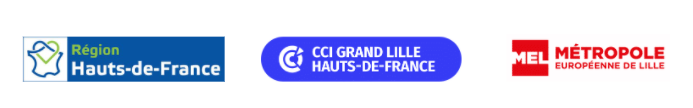 Région
Hauts-de-France
CCI GRAND LILLE
HAUTS-DE-FRANCE
MEL MÉTROPOLE
EUROPÉENNE DE LILLE